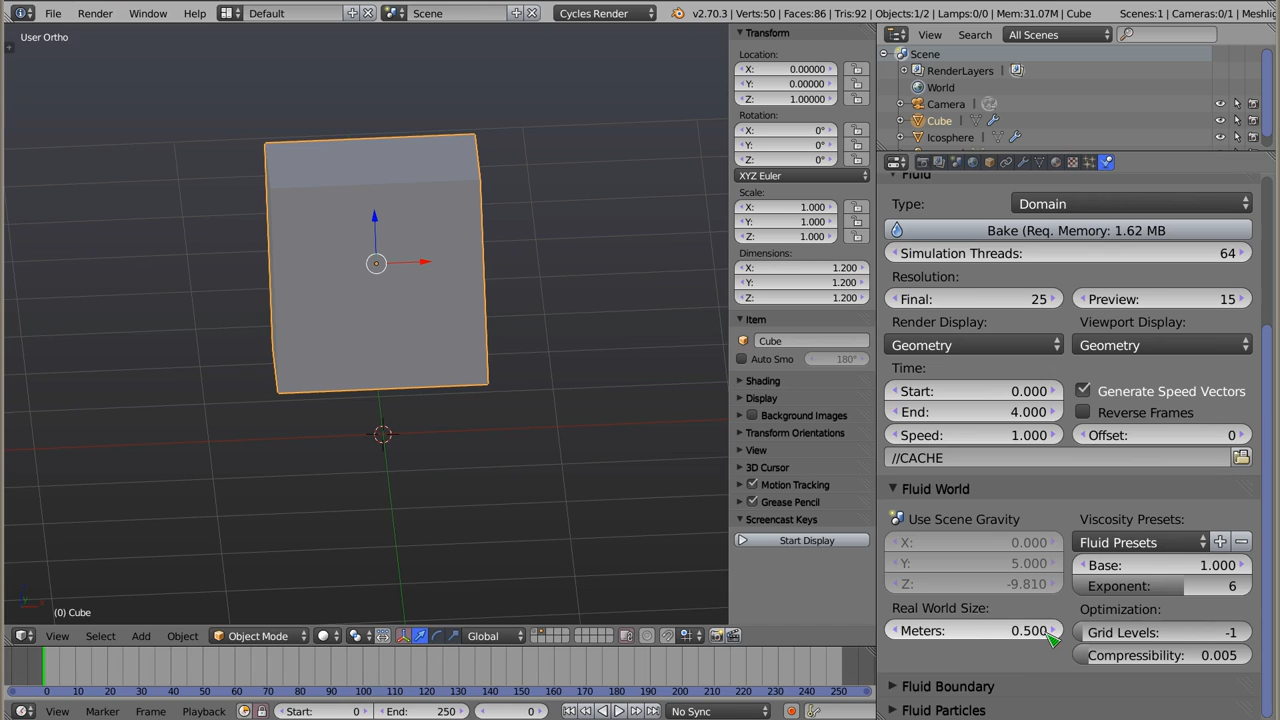 File Render Window Help Default Scene Cycles Render v2.70.3 | Verts:50 | Faces:86 | Tris:92 | Objects:1/2 | Lamps:0/0 | Mem:31.07M | Cube Scenes:1 | Cameras:0/1
User Ortho
(0) Cube
View Select Add Object Object Mode Global
Transform
Location:
X: 0.00000
Y: 0.00000
Z: 1.00000
Rotation:
X: 0°
Y: 0°
Z: 0°
XYZ Euler
Scale:
X: 1.000
Y: 1.000
Z: 1.000
Dimensions:
X: 1.200
Y: 1.200
Z: 1.200
Item
Cube
Auto Smo 180°
Shading
Display
Background Images
Transform Orientations
View
3D Cursor
Motion Tracking
Grease Pencil
Screencast Keys
Start Display
View Search All Scenes
Scene
RenderLayers
World
Camera
Cube
Icosphere
Fluid
Type: Domain
Bake (Req. Memory: 1.62 MB
Simulation Threads: 64
Resolution:
Final: 25 Preview: 15
Render Display: Viewport Display:
Geometry Geometry
Time:
Start: 0.000 Generate Speed Vectors
End: 4.000 Reverse Frames
Speed: 1.000 Offset: 0
//CACHE
Fluid World
Use Scene Gravity Viscosity Presets:
X: 0.000 Fluid Presets
Y: 5.000 Base: 1.000
Z: -9.810 Exponent: 6
Real World Size: Optimization:
Meters: 0.500 Grid Levels: -1
Compressibility: 0.005
Fluid Boundary
Fluid Particles
0 10 20 30 40 50 60 70 80 90 100 110 120 130 140 150 160 170 180 190 200 210 220 230 240 250
View Marker Frame Playback Start: 0 End: 250 0 No Sync